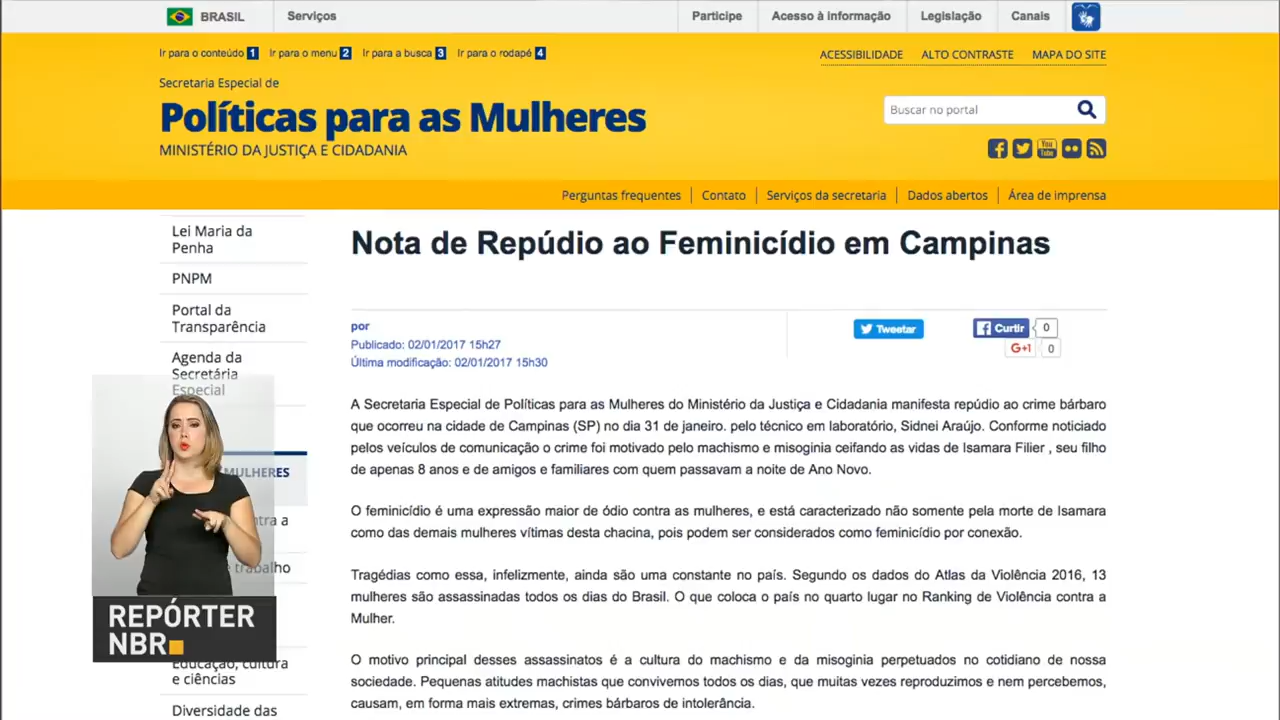 BRASIL
Serviços
Participe
Acesso à informação
Legislação
Canais
Ir para o conteúdo 1
Ir para o menu 2
Ir para a busca 3
Ir para o rodapé 4
ACESSIBILIDADE
ALTO CONTRASTE
MAPA DO SITE
Secretaria Especial de
Políticas para as Mulheres
MINISTÉRIO DA JUSTIÇA E CIDADANIA
Buscar no portal
You Tube
Perguntas frequentes
Contato
Serviços da secretaria
Dados abertos
Área de imprensa
Lei Maria da
Penha
PNPM
Portal da
Transparência
Agenda da
Secretária
Especial
MULHERES
ntra a
trabalho
Educação, cultura
e ciências
Diversidade das
Nota de Repúdio ao Feminicídio em Campinas
por
Publicado: 02/01/2017 15h27
Última modificação: 02/01/2017 15h30
Tweetar
Curtir
0
G+1
0
A Secretaria Especial de Políticas para as Mulheres do Ministério da Justiça e Cidadania manifesta repúdio ao crime bárbaro
que ocorreu na cidade de Campinas (SP) no dia 31 de janeiro. pelo técnico em laboratório, Sidnei Araújo. Conforme noticiado
pelos veículos de comunicação o crime foi motivado pelo machismo e misoginia ceifando as vidas de Isamara Filier , seu filho
de apenas 8 anos e de amigos e familiares com quem passavam a noite de Ano Novo.
O feminicídio é uma expressão maior de ódio contra as mulheres, e está caracterizado não somente pela morte de Isamara
como das demais mulheres vítimas desta chacina, pois podem ser considerados como feminicídio por conexão.
Tragédias como essa, infelizmente, ainda são uma constante no país. Segundo os dados do Atlas da Violência 2016, 13
mulheres são assassinadas todos os dias do Brasil. O que coloca o país no quarto lugar no Ranking de Violência contra a
Mulher.
O motivo principal desses assassinatos é a cultura do machismo e da misoginia perpetuados no cotidiano de nossa
sociedade. Pequenas atitudes machistas que convivemos todos os dias, que muitas vezes reproduzimos e nem percebemos,
causam, em forma mais extremas, crimes bárbaros de intolerância.
REPÓRTER
NBR